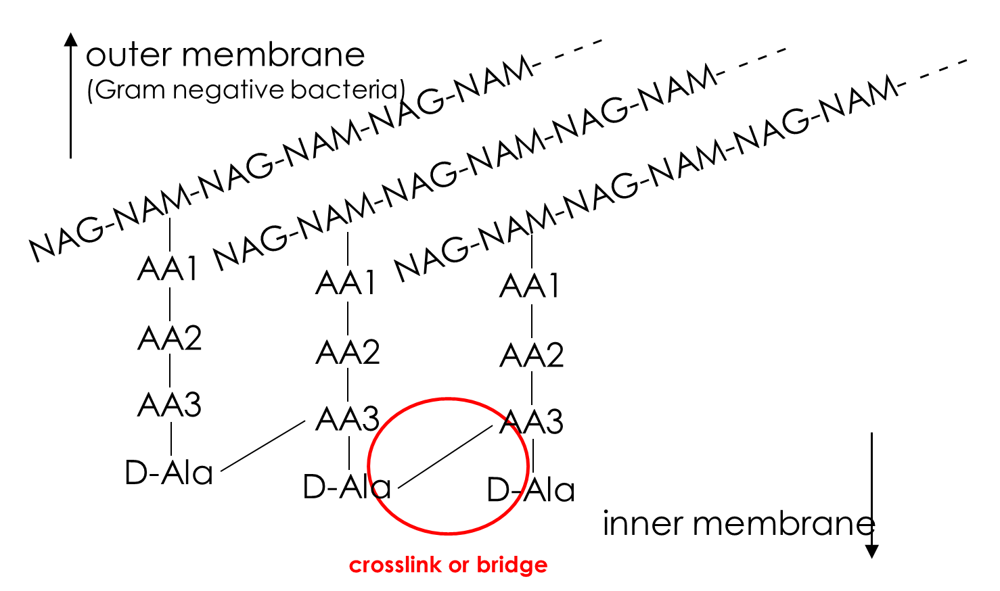 outer membrane
(Gram negative bacteria)
NAG-NAM-NAG-NAM-NAG-NAM- - - - -
NAG-NAM-NAG-NAM-NAG-NAM- - - - -
NAG-NAM-NAG-NAM-NAG-NAM- - - - -
AA1 AA1 AA1
AA2 AA2 AA2
AA3 AA3 AA3
D-Ala D-Ala D-Ala
inner membrane
crosslink or bridge